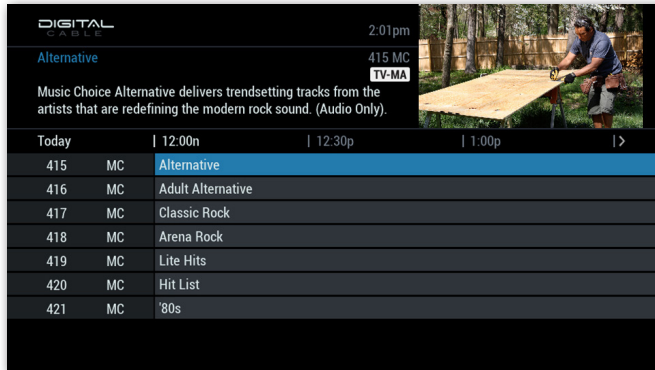 DIGITAL
CABLE
2:01pm
Alternative 415 MC
TV-MA
Music Choice Alternative delivers trendsetting tracks from the
artists that are redefining the modern rock sound. (Audio Only).
Today | 12:00n | 12:30p | 1:00p | >
415 MC Alternative
416 MC Adult Alternative
417 MC Classic Rock
418 MC Arena Rock
419 MC Lite Hits
420 MC Hit List
421 MC '80s